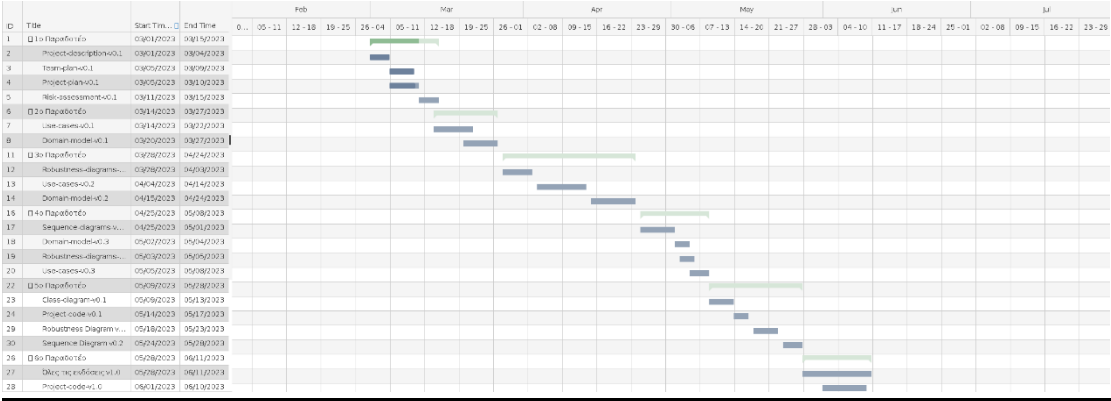 Feb Mar Apr May Jun Jul
ID Title Start Tim... End Time 0... 05 - 11 12 - 18 19 - 25 26 - 04 05 - 11 12 - 18 19 - 25 26 - 01 02 - 08 09 - 15 16 - 22 23 - 29 30 - 06 07 - 13 14 - 20 21 - 27 28 - 03 04 - 10 11 - 17 18 - 24 25 - 01 02 - 08 09 - 15 16 - 22 23 - 29
1 1ο Παραδοτέο 03/01/2023 03/15/2023
2 Project-description-v0.1 03/01/2023 03/04/2023
3 Team-plan-v0.1 03/05/2023 03/09/2023
4 Project-plan-v0.1 03/05/2023 03/10/2023
5 Risk-assessment-v0.1 03/11/2023 03/15/2023
6 2ο Παραδοτέο 03/14/2023 03/27/2023
7 Use-cases-v0.1 03/14/2023 03/22/2023
8 Domain-model-v0.1 03/20/2023 03/27/2023
11 3ο Παραδοτέο 03/28/2023 04/24/2023
12 Robustness-diagrams-... 03/28/2023 04/03/2023
13 Use-cases-v0.2 04/04/2023 04/14/2023
14 Domain-model-v0.2 04/15/2023 04/24/2023
16 4ο Παραδοτέο 04/25/2023 05/08/2023
17 Sequence-diagrams-v... 04/25/2023 05/01/2023
18 Domain-model-v0.3 05/02/2023 05/04/2023
19 Robustness-diagrams-... 05/03/2023 05/05/2023
20 Use-cases-v0.3 05/05/2023 05/08/2023
22 5ο Παραδοτέο 05/09/2023 05/28/2023
23 Class-diagram-v0.1 05/09/2023 05/13/2023
24 Project-code-v0.1 05/14/2023 05/17/2023
29 Robustness Diagram v... 05/18/2023 05/23/2023
30 Sequence Diagram v0.2 05/24/2023 05/28/2023
26 6ο Παραδοτέο 05/28/2023 06/11/2023
27 Όλες τις εκδόσεις v1.0 05/28/2023 06/11/2023
28 Project-code-v1.0 06/01/2023 06/10/2023